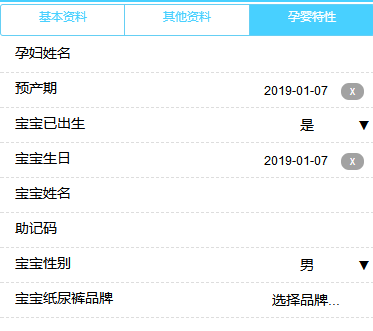 基本资料 其他资料 孕婴特性
孕妇姓名
预产期 2019-01-07 x
宝宝已出生 是 ▼
宝宝生日 2019-01-07 x
宝宝姓名
助记码
宝宝性别 男 ▼
宝宝纸尿裤品牌 选择品牌...